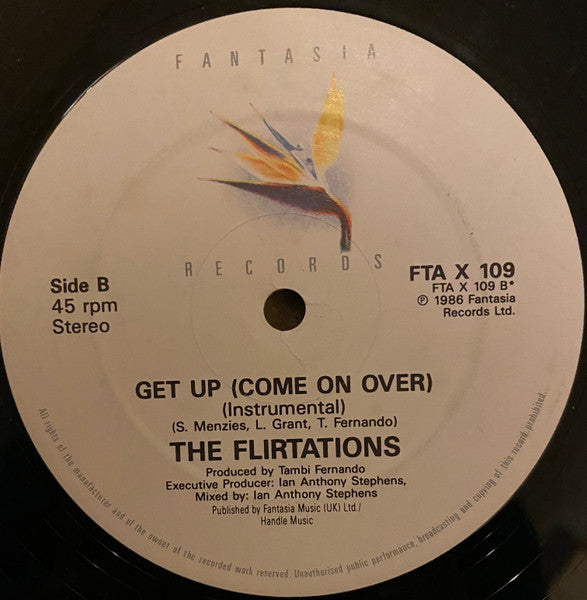 FANTASIA
RECORDS
Side B
45 rpm
Stereo
FTA X 109
FTA X 109 B*
℗ 1986 Fantasia
Records Ltd.
GET UP (COME ON OVER)
(Instrumental)
(S. Menzies, L. Grant, T. Fernando)
THE FLIRTATIONS
Produced by Tambi Fernando
Executive Producer: Ian Anthony Stephens,
Mixed by: Ian Anthony Stephens
Published by Fantasia Music (UK) Ltd./
Handle Music
All rights of the manufacturer and of the owner of the recorded work reserved. Unauthorised public performance, broadcasting and copying of this record prohibited.